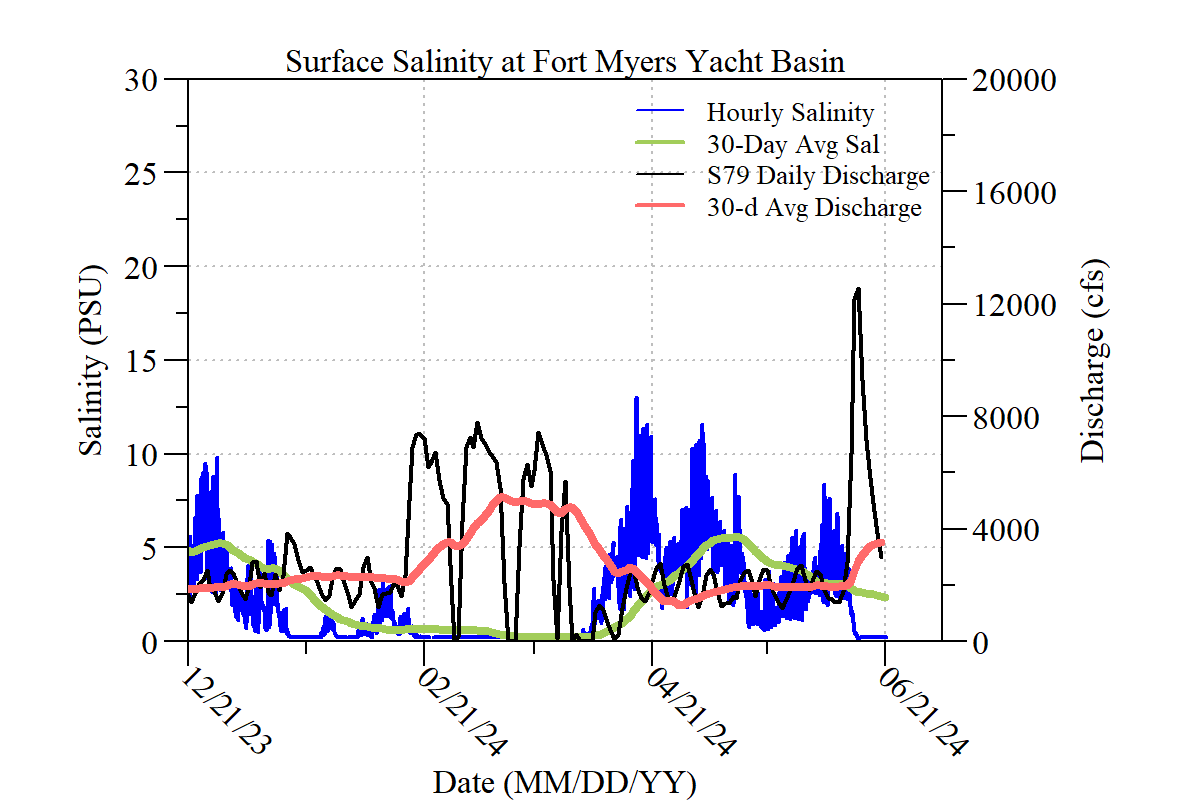 Surface Salinity at Fort Myers Yacht Basin
30
25
20
15
10
5
0
Salinity (PSU)
Hourly Salinity
30-Day Avg Sal
S79 Daily Discharge
30-d Avg Discharge
20000
16000
12000
8000
4000
0
Discharge (cfs)
12/21/23
02/21/24
04/21/24
06/21/24
Date (MM/DD/YY)